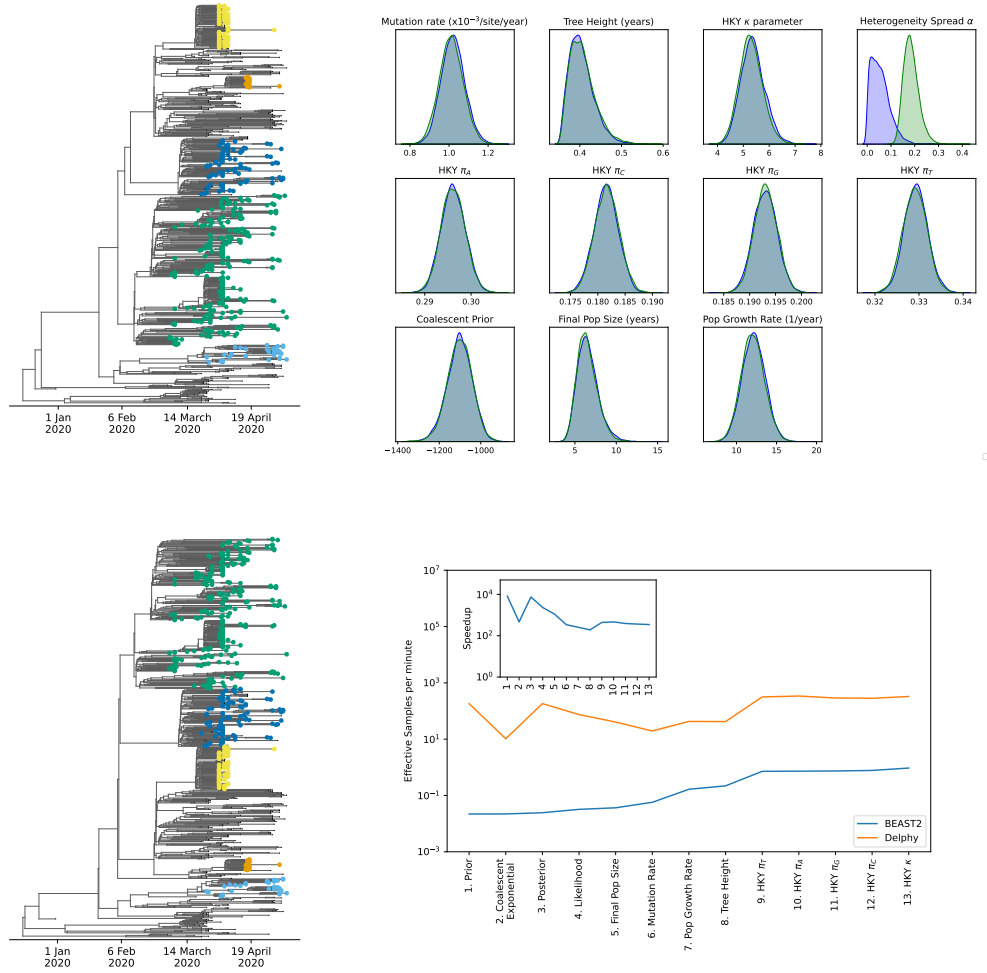 Mutation rate (x10⁻³/site/year)
Tree Height (years)
HKY κ parameter
Heterogeneity Spread α
0.8 1.0 1.2
0.4 0.5 0.6
4 5 6 7 8
0.0 0.1 0.2 0.3 0.4
HKY π_A
HKY π_C
HKY π_G
HKY π_T
0.29 0.30
0.175 0.180 0.185 0.190
0.185 0.190 0.195 0.200
0.32 0.33 0.34
Coalescent Prior
Final Pop Size (years)
Pop Growth Rate (1/year)
−1400 −1200 −1000
5 10 15
10 15 20
1 Jan 6 Feb 14 March 19 April
2020 2020 2020 2020
Effective Samples per minute
10⁷
10⁵
10³
10¹
10⁻¹
10⁻³
Speedup
10⁴
10²
10⁰
1 2 3 4 5 6 7 8 9 10 11 12 13
BEAST2
Delphy
1. Prior
2. Coalescent
Exponential
3. Posterior
4. Likelihood
5. Final Pop Size
6. Mutation Rate
7. Pop Growth Rate
8. Tree Height
9. HKY π_T
10. HKY π_A
11. HKY π_G
12. HKY π_C
13. HKY κ
1 Jan 6 Feb 14 March 19 April
2020 2020 2020 2020